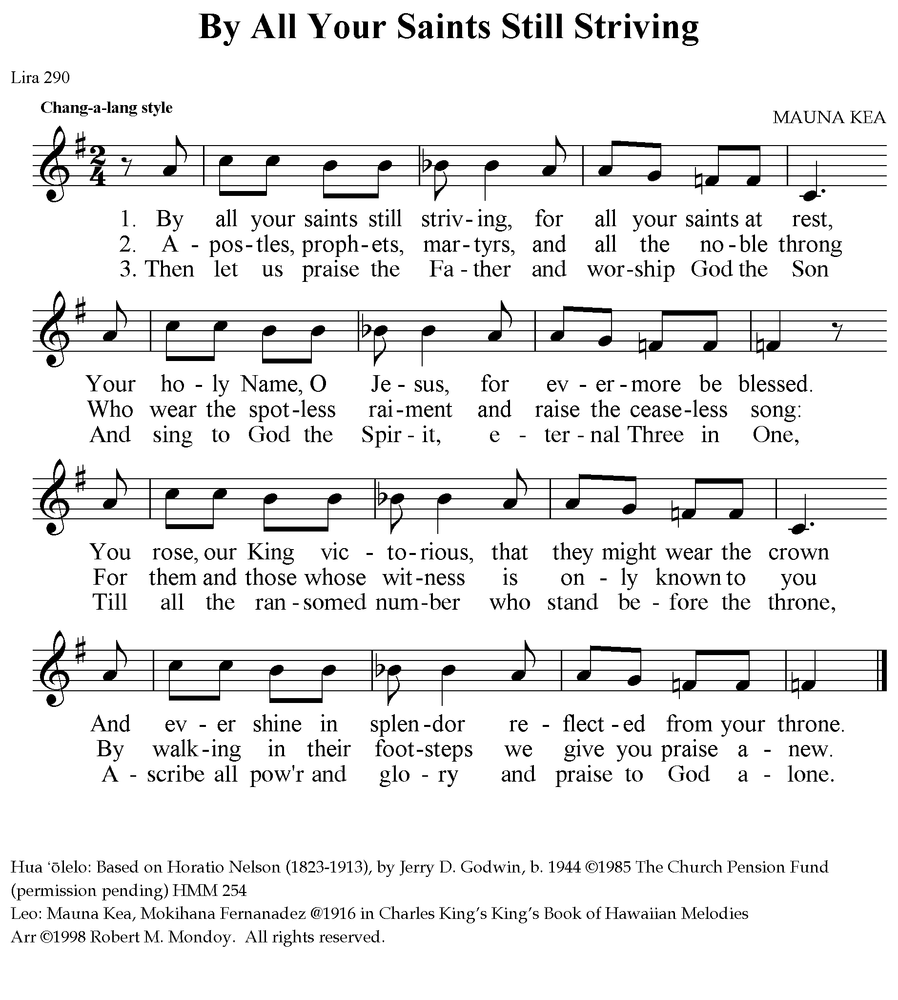 By All Your Saints Still Striving
Lira 290
Chang-a-lang style
MAUNA KEA
1. By all your saints still striv - ing, for all your saints at rest,
2. A - pos - tles, proph - ets, mar - tyrs, and all the no - ble throng
3. Then let us praise the Fa - ther and wor - ship God the Son
Your ho - ly Name, O Je - sus, for ev - er - more be blessed.
Who wear the spot - less rai - ment and raise the cease - less song:
And sing to God the Spir - it, e - ter - nal Three in One,
You rose, our King vic - to - rious, that they might wear the crown
For them and those whose wit - ness is on - ly known to you
Till all the ran - somed num - ber who stand be - fore the throne,
And ev - er shine in splen - dor re - flect - ed from your throne.
By walk - ing in their foot - steps we give you praise a - new.
A - scribe all pow'r and glo - ry and praise to God a - lone.
Hua ʻōlelo: Based on Horatio Nelson (1823-1913), by Jerry D. Godwin, b. 1944 ©1985 The Church Pension Fund
(permission pending) HMM 254
Leo: Mauna Kea, Mokihana Fernanadez @1916 in Charles King's King's Book of Hawaiian Melodies
Arr ©1998 Robert M. Mondoy. All rights reserved.